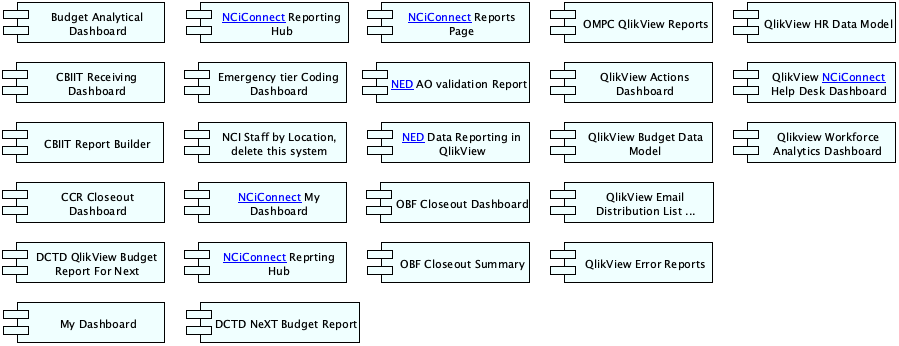 Budget Analytical
Dashboard
NCiConnect Reporting
Hub
NCiConnect Reports
Page
OMPC QlikView Reports
QlikView HR Data Model
CBIIT Receiving
Dashboard
Emergency tier Coding
Dashboard
NED AO validation Report
QlikView Actions
Dashboard
QlikView NCiConnect
Help Desk Dashboard
CBIIT Report Builder
NCI Staff by Location,
delete this system
NED Data Reporting in
QlikView
QlikView Budget Data
Model
Qlikview Workforce
Analytics Dashboard
CCR Closeout
Dashboard
NCiConnect My
Dashboard
OBF Closeout Dashboard
QlikView Email
Distribution List ...
DCTD QlikView Budget
Report For Next
NCiConnect Reprting
Hub
OBF Closeout Summary
QlikView Error Reports
My Dashboard
DCTD NeXT Budget Report